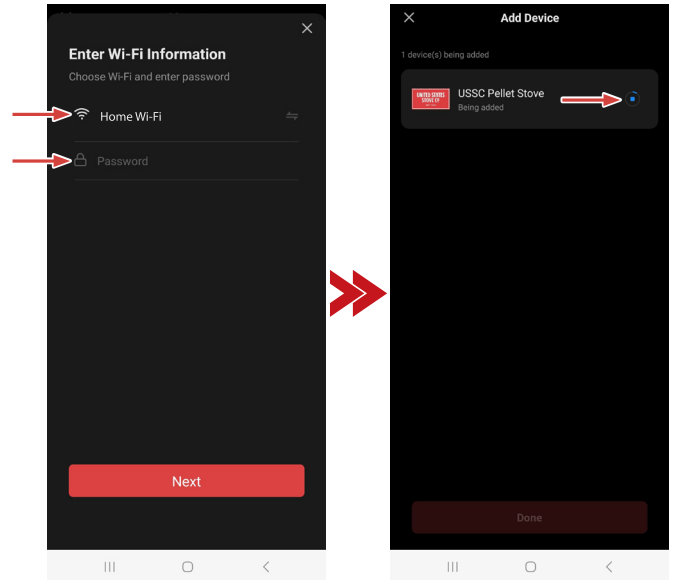 Enter Wi-Fi Information
Choose Wi-Fi and enter password
Home Wi-Fi
Password
Next
Add Device
1 device(s) being added
UNITED STATES
STOVE CO
USSC Pellet Stove
Being added
Done